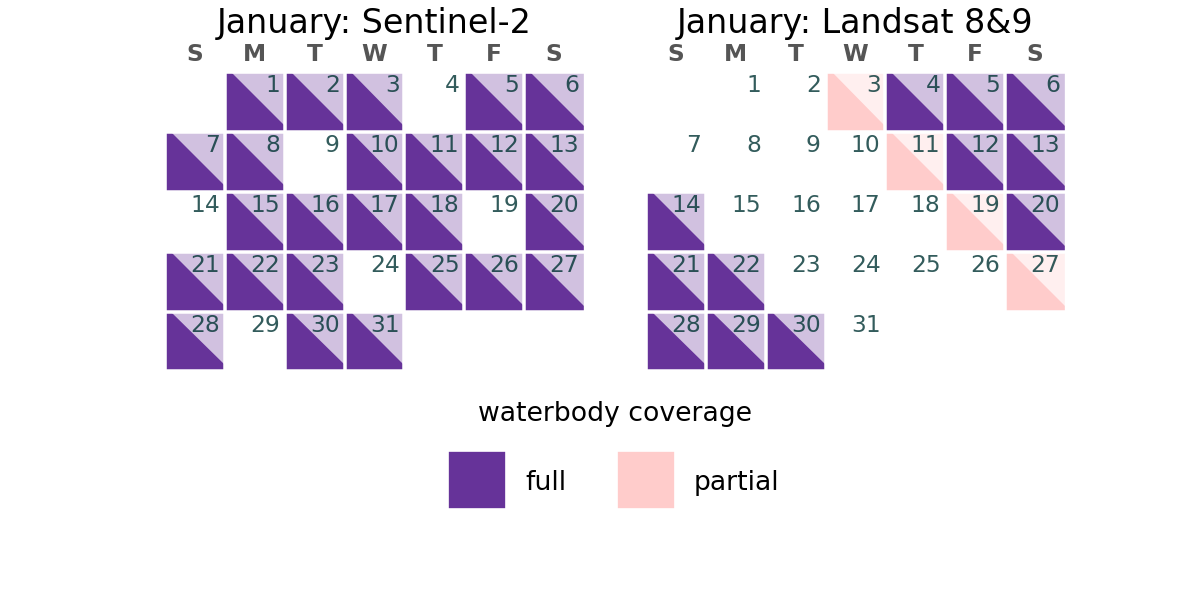 January: Sentinel-2
S M T W T F S
1 2 3 4 5 6
7 8 9 10 11 12 13
14 15 16 17 18 19 20
21 22 23 24 25 26 27
28 29 30 31
January: Landsat 8&9
S M T W T F S
1 2 3 4 5 6
7 8 9 10 11 12 13
14 15 16 17 18 19 20
21 22 23 24 25 26 27
28 29 30 31
waterbody coverage
full partial